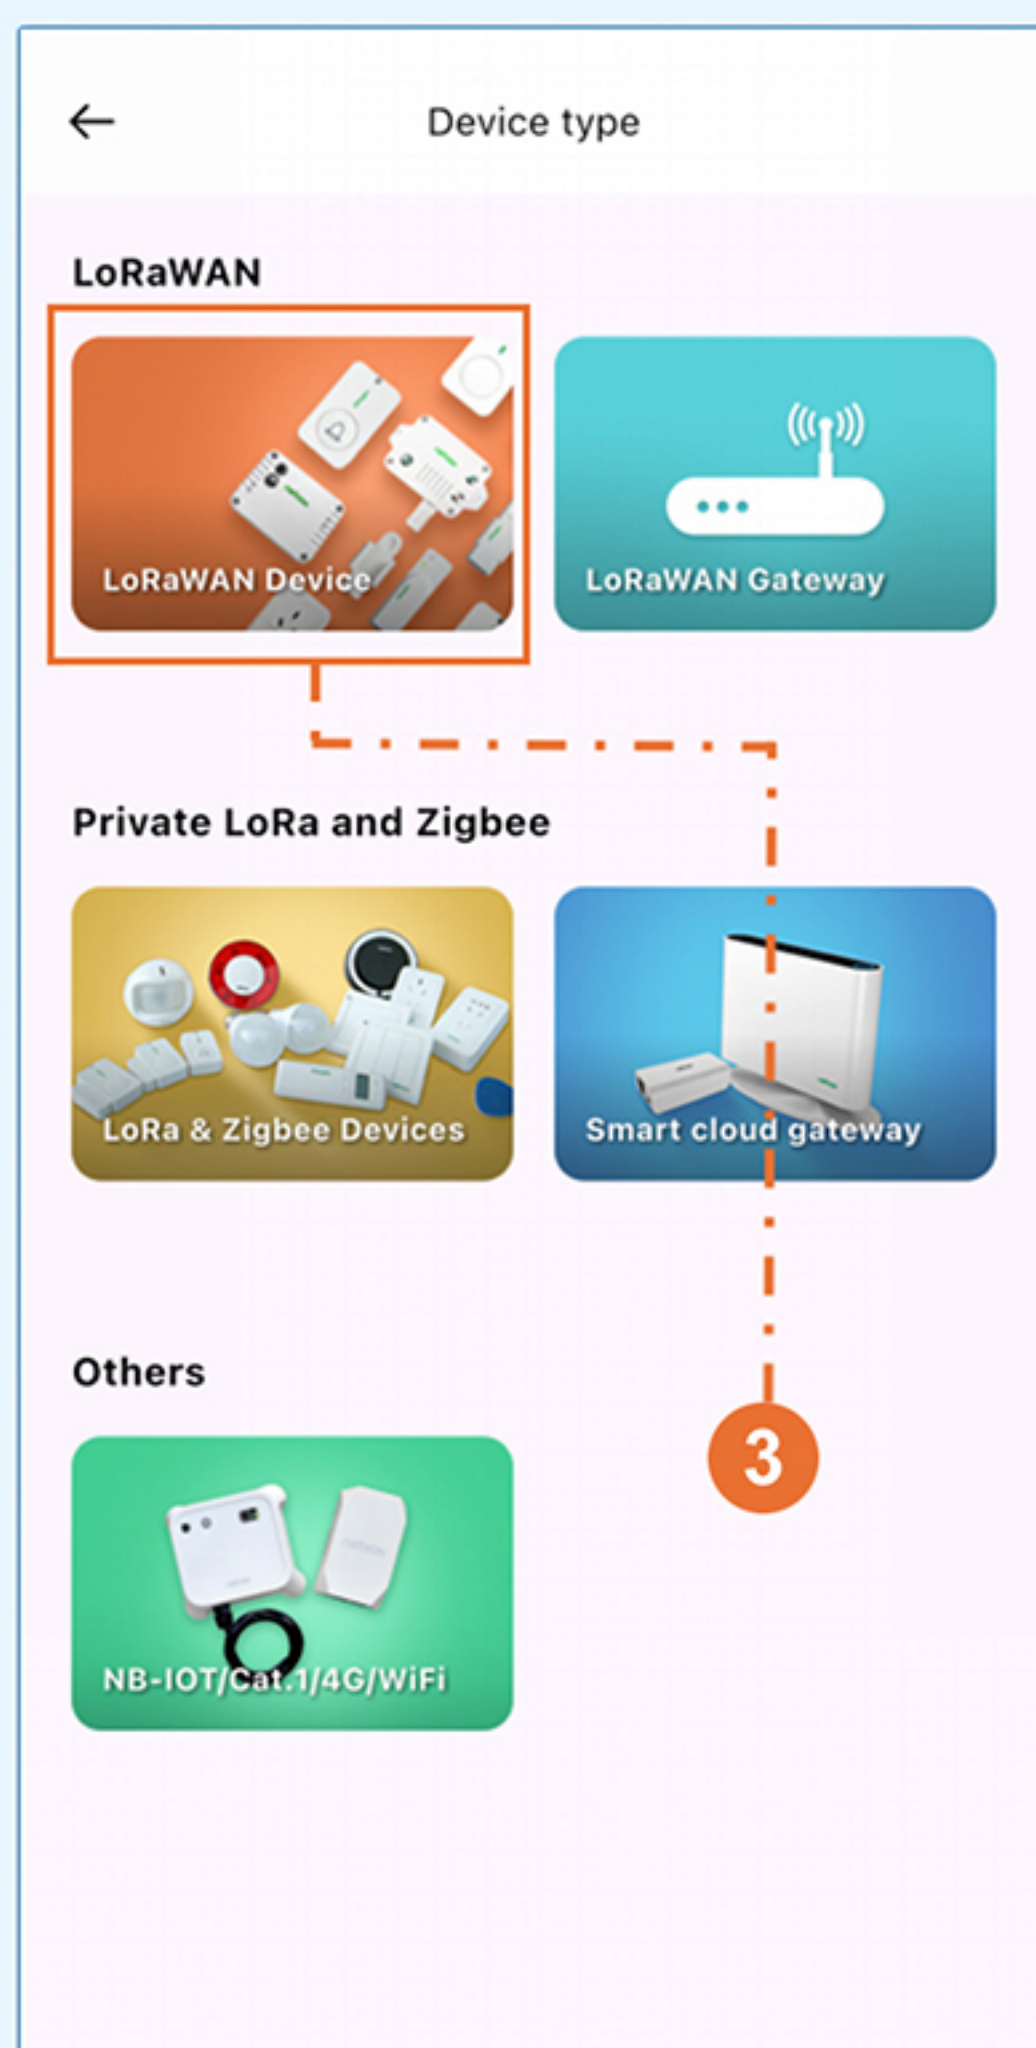 Device type
LoRaWAN
LoRaWAN Device
LoRaWAN Gateway
Private LoRa and Zigbee
LoRa & Zigbee Devices
Smart cloud gateway
Others
3
NB-IOT/Cat.1/4G/WiFi